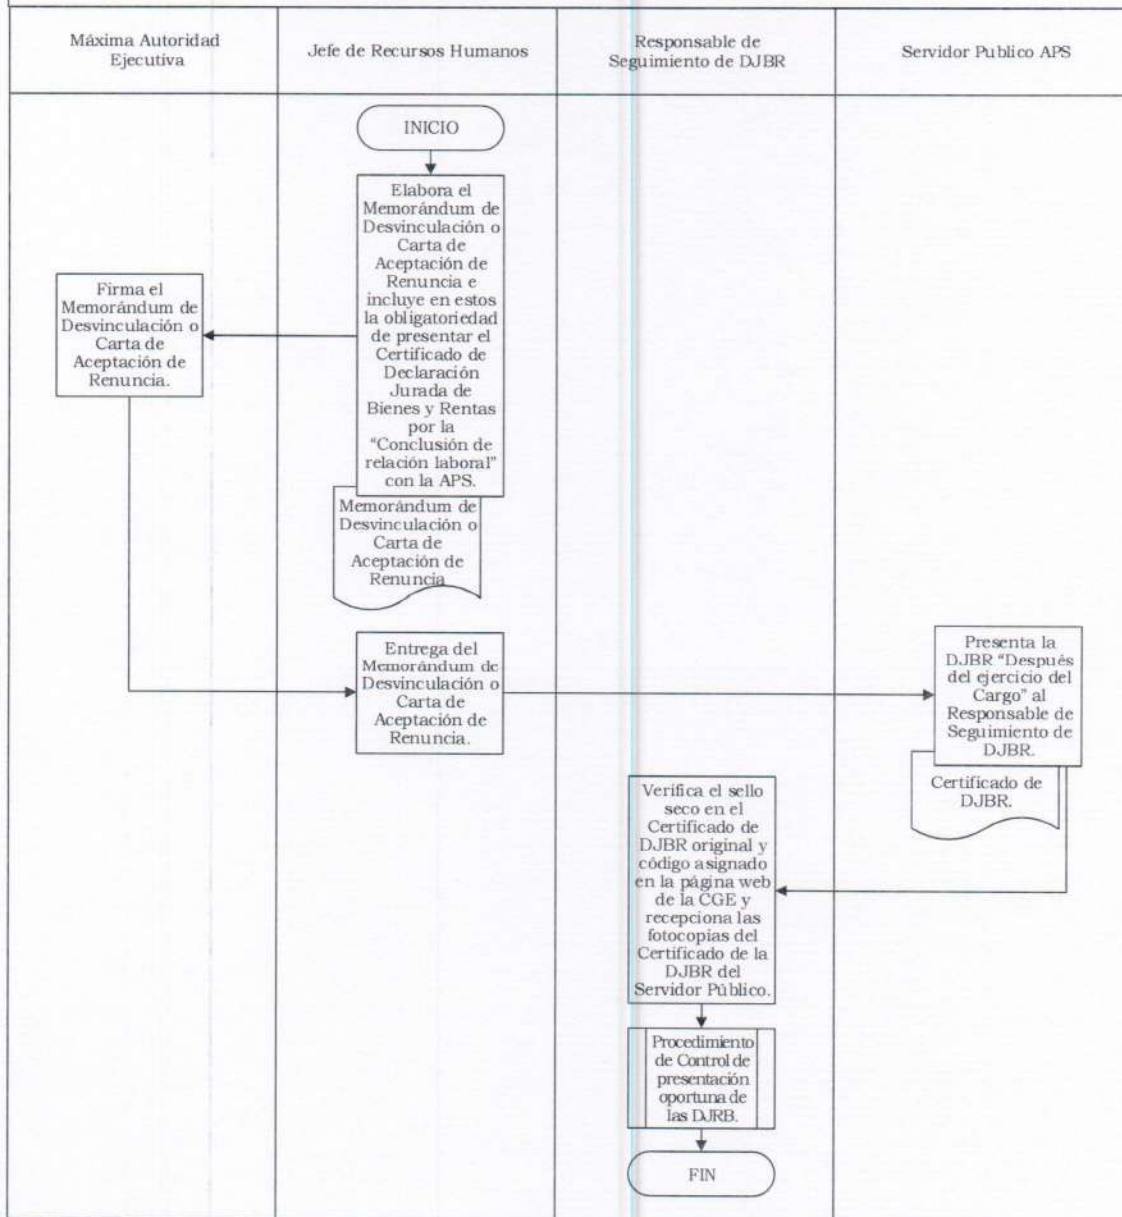 Máxima Autoridad
Ejecutiva
Jefe de Recursos Humanos
Responsable de
Seguimiento de DJBR
Servidor Publico APS
INICIO
Elabora el
Memorándum de
Desvinculación o
Carta de
Aceptación de
Renuncia e
incluye en estos
la obligatoriedad
de presentar el
Certificado de
Declaración
Jurada de
Bienes y Rentas
por la
“Conclusión de
relación laboral”
con la APS.
Memorándum de
Desvinculación o
Carta de
Aceptación de
Renuncia
Firma el
Memorándum de
Desvinculación o
Carta de
Aceptación de
Renuncia.
Entrega del
Memorándum de
Desvinculación o
Carta de
Aceptación de
Renuncia.
Presenta la
DJBR “Después
del ejercicio del
Cargo” al
Responsable de
Seguimiento de
DJBR.
Certificado de
DJBR.
Verifica el sello
seco en el
Certificado de
DJBR original y
código asignado
en la página web
de la CGE y
recepciona las
fotocopias del
Certificado de la
DJBR del
Servidor Público.
Procedimiento
de Control de
presentación
oportuna de
las DJRB.
FIN